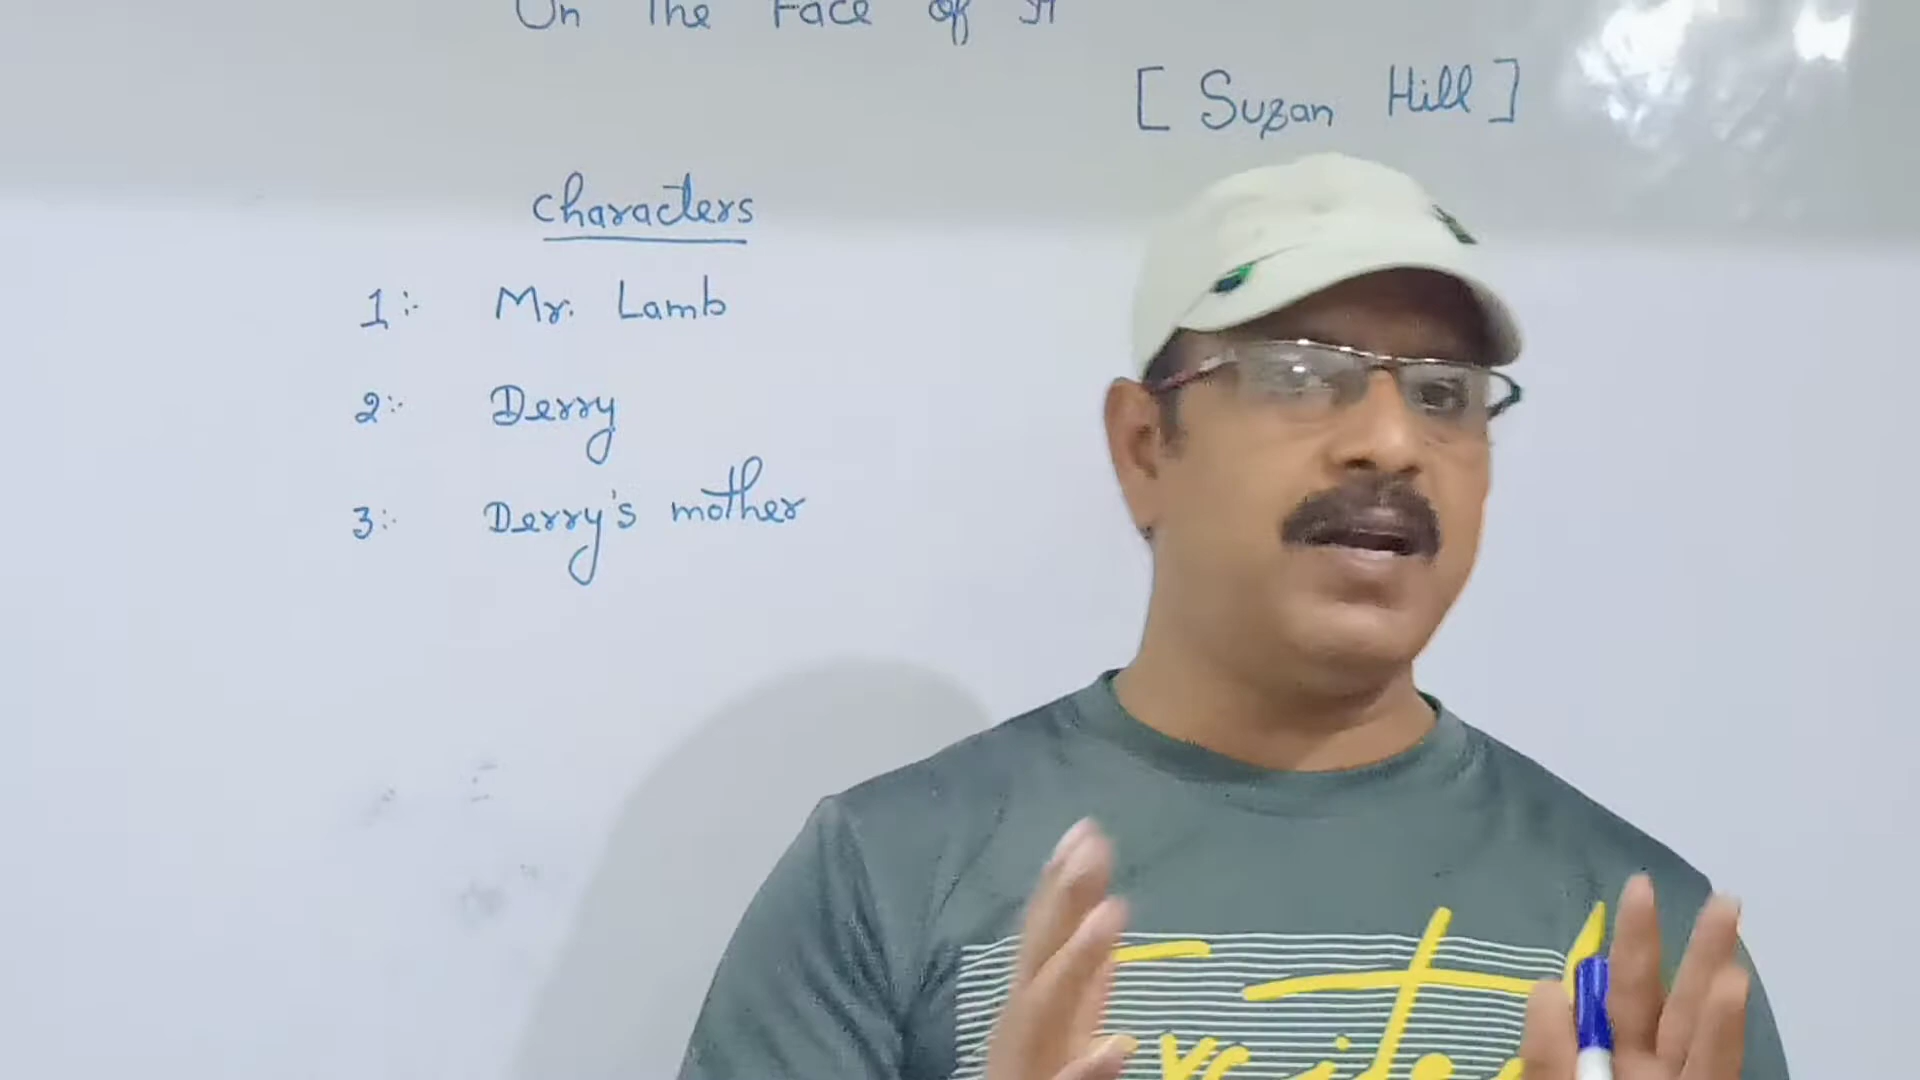 On The Face of It
[ Suzan Hill ]
Characters
1:- Mr. Lamb
2:- Derry
3:- Derry's mother